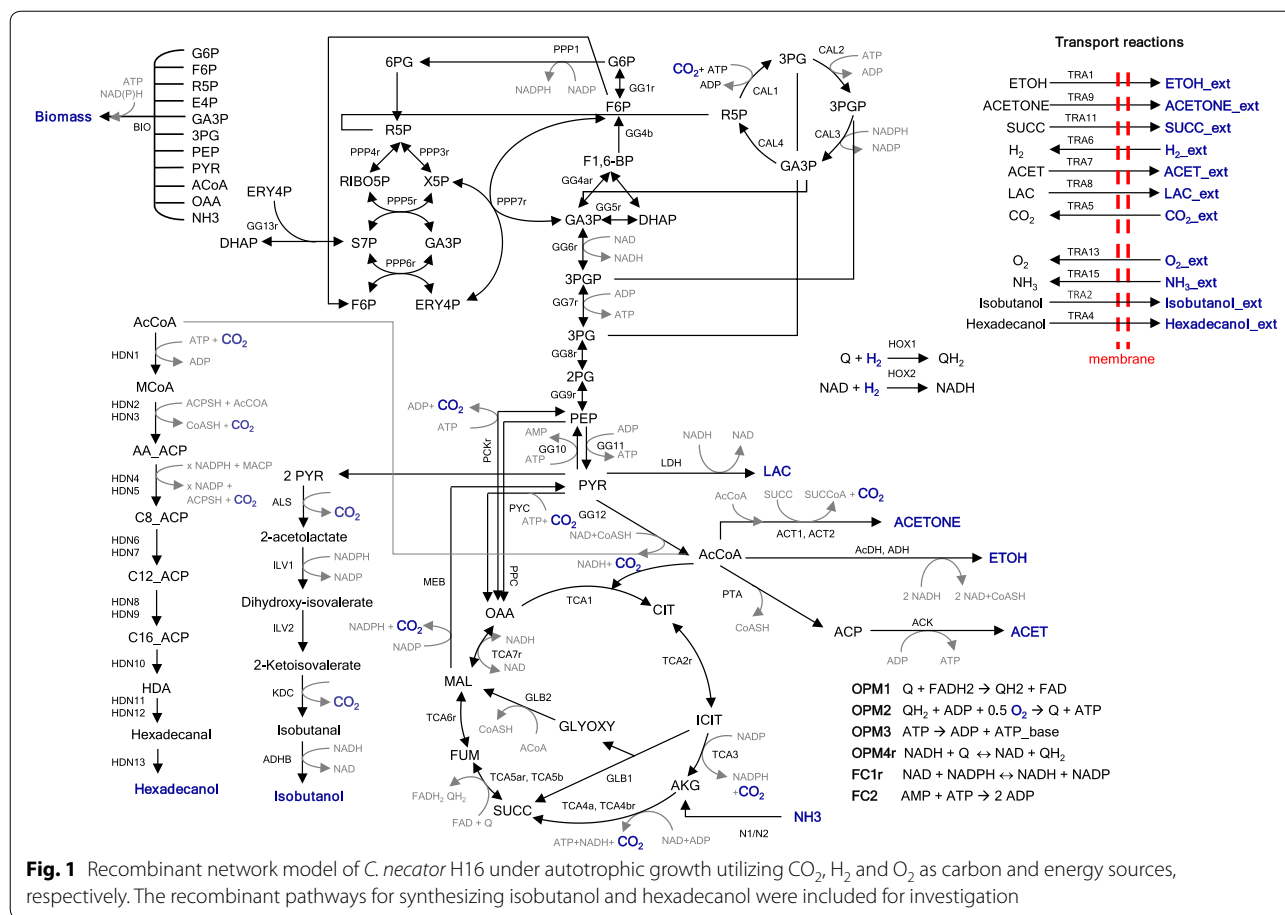 G6P
F6P
R5P
E4P
GA3P
3PG
PEP
PYR
ACoA
OAA
NH3
ATP
NAD(P)H
Biomass
BIO
ERY4P
GG13r
DHAP
S7P
6PG
PPP1
G6P
NADPH NADP
GG1r
F6P
R5P
PPP4r PPP3r
RIBO5P X5P
PPP5r
PPP7r
GA3P
PPP6r
F6P ERY4P
GG4b
F1,6-BP
GG4ar
GG5r
GA3P DHAP
GG6r
NAD
NADH
3PGP
GG7r
ADP
ATP
3PG
GG8r
2PG
GG9r
PEP
CO2+ ATP
ADP
CAL1
3PG
CAL2
ATP
ADP
R5P
3PGP
CAL4
CAL3
NADPH
NADP
GA3P
Transport reactions
ETOH TRA1 ETOH_ext
ACETONE TRA9 ACETONE_ext
SUCC TRA11 SUCC_ext
H2 TRA6 H2_ext
ACET TRA7 ACET_ext
LAC TRA8 LAC_ext
CO2 TRA5 CO2_ext
O2 TRA13 O2_ext
NH3 TRA15 NH3_ext
Isobutanol TRA2 Isobutanol_ext
Hexadecanol TRA4 Hexadecanol_ext
membrane
Q + H2 HOX1 QH2
NAD + H2 HOX2 NADH
AcCoA
HDN1
ATP + CO2
ADP
MCoA
HDN2
HDN3
ACPSH + AcCOA
CoASH + CO2
AA_ACP
HDN4
HDN5
x NADPH + MACP
x NADP +
ACPSH + CO2
C8_ACP
HDN6
HDN7
C12_ACP
HDN8
HDN9
C16_ACP
HDN10
HDA
HDN11
HDN12
Hexadecanal
HDN13
Hexadecanol
2 PYR
ALS
CO2
2-acetolactate
ILV1
NADPH
NADP
Dihydroxy-isovalerate
ILV2
2-Ketoisovalerate
KDC
CO2
Isobutanal
ADHB
NADH
NAD
Isobutanol
ADP+ CO2
ATP
PCKr
AMP
ATP
GG10
GG11
ADP
ATP
PYR
LDH
NADH NAD
LAC
PYC
ATP+ CO2
GG12
NAD+CoASH
NADH+ CO2
AcCoA
AcCoA
SUCC
SUCCoA + CO2
ACT1, ACT2
ACETONE
AcDH, ADH
ETOH
2 NADH 2 NAD+CoASH
PTA
CoASH
ACP
ACK
ACET
ADP ATP
MEB
PPC
NADPH + CO2
NADP
OAA
TCA1
CIT
TCA7r
NADH
NAD
TCA2r
MAL
GLB2
CoASH
ACoA
GLYOXY
ICIT
TCA6r
FUM
GLB1
TCA3
NADP
NADPH
+CO2
TCA5ar, TCA5b
FADH2 QH2
FAD + Q
SUCC
AKG
TCA4a, TCA4br
ATP+NADH+ CO2
NAD+ADP
NH3
N1/N2
OPM1 Q + FADH2 → QH2 + FAD
OPM2 QH2 + ADP + 0.5 O2 → Q + ATP
OPM3 ATP → ADP + ATP_base
OPM4r NADH + Q ↔ NAD + QH2
FC1r NAD + NADPH ↔ NADH + NADP
FC2 AMP + ATP → 2 ADP
Fig. 1 Recombinant network model of C. necator H16 under autotrophic growth utilizing CO2, H2 and O2 as carbon and energy sources,
respectively. The recombinant pathways for synthesizing isobutanol and hexadecanol were included for investigation